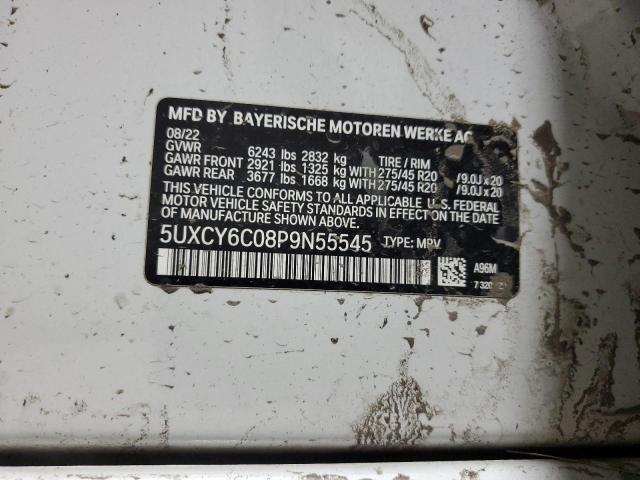 MFD BY BAYERISCHE MOTOREN WERKE AG
08/22
GVWR 6243 lbs 2832 kg TIRE / RIM
GAWR FRONT 2921 lbs 1325 kg WITH 275/45 R20 /9.0J x 20
GAWR REAR 3677 lbs 1668 kg WITH 275/45 R20 /9.0J x 20
THIS VEHICLE CONFORMS TO ALL APPLICABLE U.S. FEDERAL
MOTOR VEHICLE SAFETY STANDARDS IN EFFECT ON THE DATE OF
MANUFACTURE SHOWN ABOVE.
5UXCY6C08P9N55545 TYPE: MPV
A96M